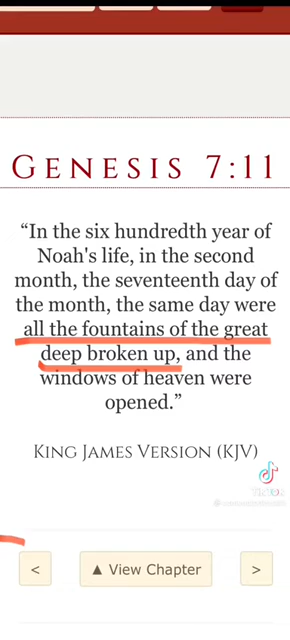 GENESIS 7:11
“In the six hundredth year of
Noah's life, in the second
month, the seventeenth day of
the month, the same day were
all the fountains of the great
deep broken up, and the
windows of heaven were
opened.”
KING JAMES VERSION (KJV)
TikTok
< ▲ View Chapter >